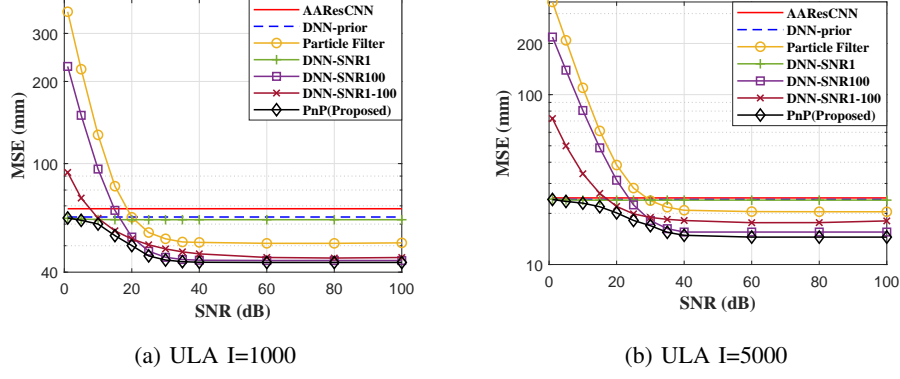 MSE (mm)
300
200
100
40
0
20
40
60
80
100
SNR (dB)
AAResCNN
DNN-prior
Particle Filter
DNN-SNR1
DNN-SNR100
DNN-SNR1-100
PnP(Proposed)
(a) ULA I=1000
MSE (mm)
200
100
10
0
20
40
60
80
100
SNR (dB)
AAResCNN
DNN-prior
Particle Filter
DNN-SNR1
DNN-SNR100
DNN-SNR1-100
PnP(Proposed)
(b) ULA I=5000